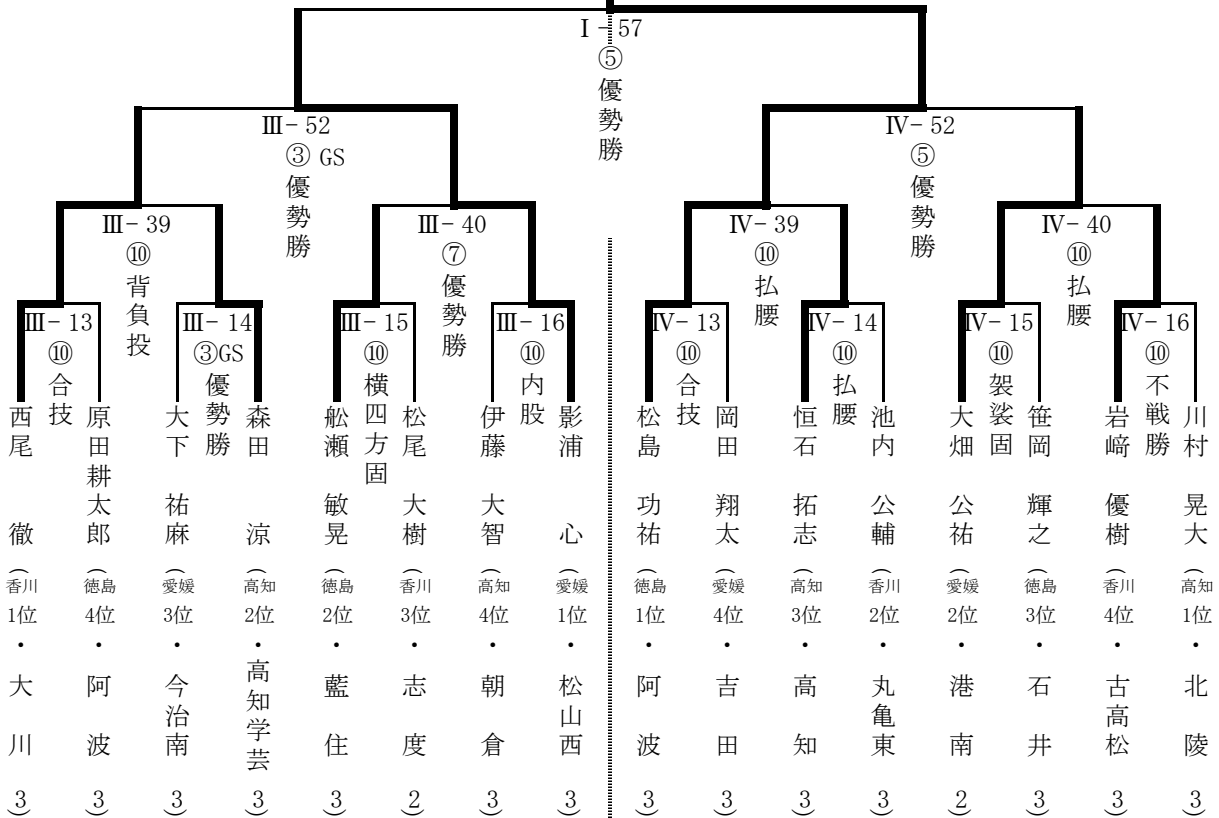 I-57
⑤
優勢勝
Ⅲ-52
③ GS
優勢勝
Ⅳ-52
⑤
優勢勝
Ⅲ-39
⑩
背負投
Ⅲ-40
⑦
優勢勝
Ⅳ-39
⑩
払腰
Ⅳ-40
⑩
払腰
Ⅲ-13
⑩
合技
Ⅲ-14
③GS
優勢勝
Ⅲ-15
⑩
横四方固
Ⅲ-16
⑩
内股
Ⅳ-13
⑩
合技
Ⅳ-14
⑩
払腰
Ⅳ-15
⑩
袈裟固
Ⅳ-16
⑩
不戦勝
西尾 徹 (香川1位・大川 3)
原田耕太郎 (徳島4位・阿波 3)
大下 祐麻 (愛媛3位・今治南 3)
森田 涼 (高知2位・高知学芸 3)
舩瀬 敏晃 (徳島2位・藍住 3)
松尾 大樹 (香川3位・志度 2)
伊藤 大智 (高知4位・朝倉 3)
影浦 心 (愛媛1位・松山西 3)
松島 功祐 (徳島1位・阿波 3)
岡田 翔太 (愛媛4位・吉田 3)
恒石 拓志 (高知3位・高知 3)
池内 公輔 (香川2位・丸亀東 3)
大畑 公祐 (愛媛2位・港南 2)
笹岡 輝之 (徳島3位・石井 3)
岩﨑 優樹 (香川4位・古高松 3)
川村 晃大 (高知1位・北陵 3)